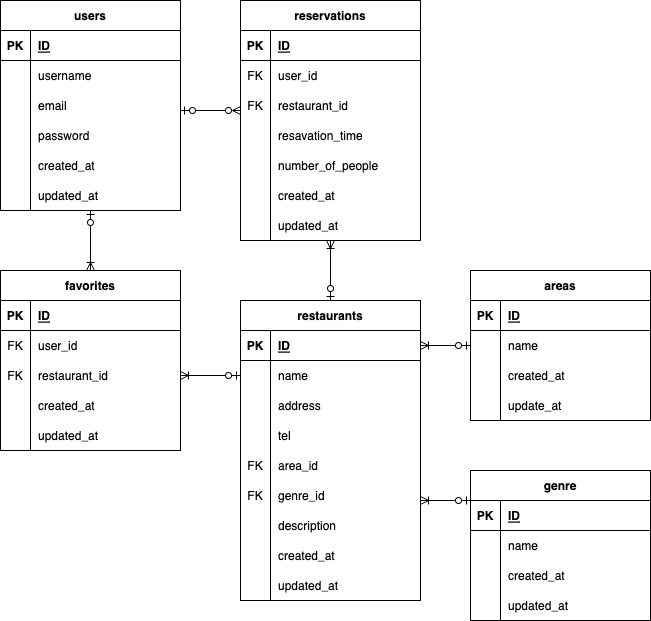 users
PK ID
username
email
password
created_at
updated_at
reservations
PK ID
FK user_id
FK restaurant_id
resavation_time
number_of_people
created_at
updated_at
favorites
PK ID
FK user_id
FK restaurant_id
created_at
updated_at
restaurants
PK ID
name
address
tel
FK area_id
FK genre_id
description
created_at
updated_at
areas
PK ID
name
created_at
update_at
genre
PK ID
name
created_at
updated_at